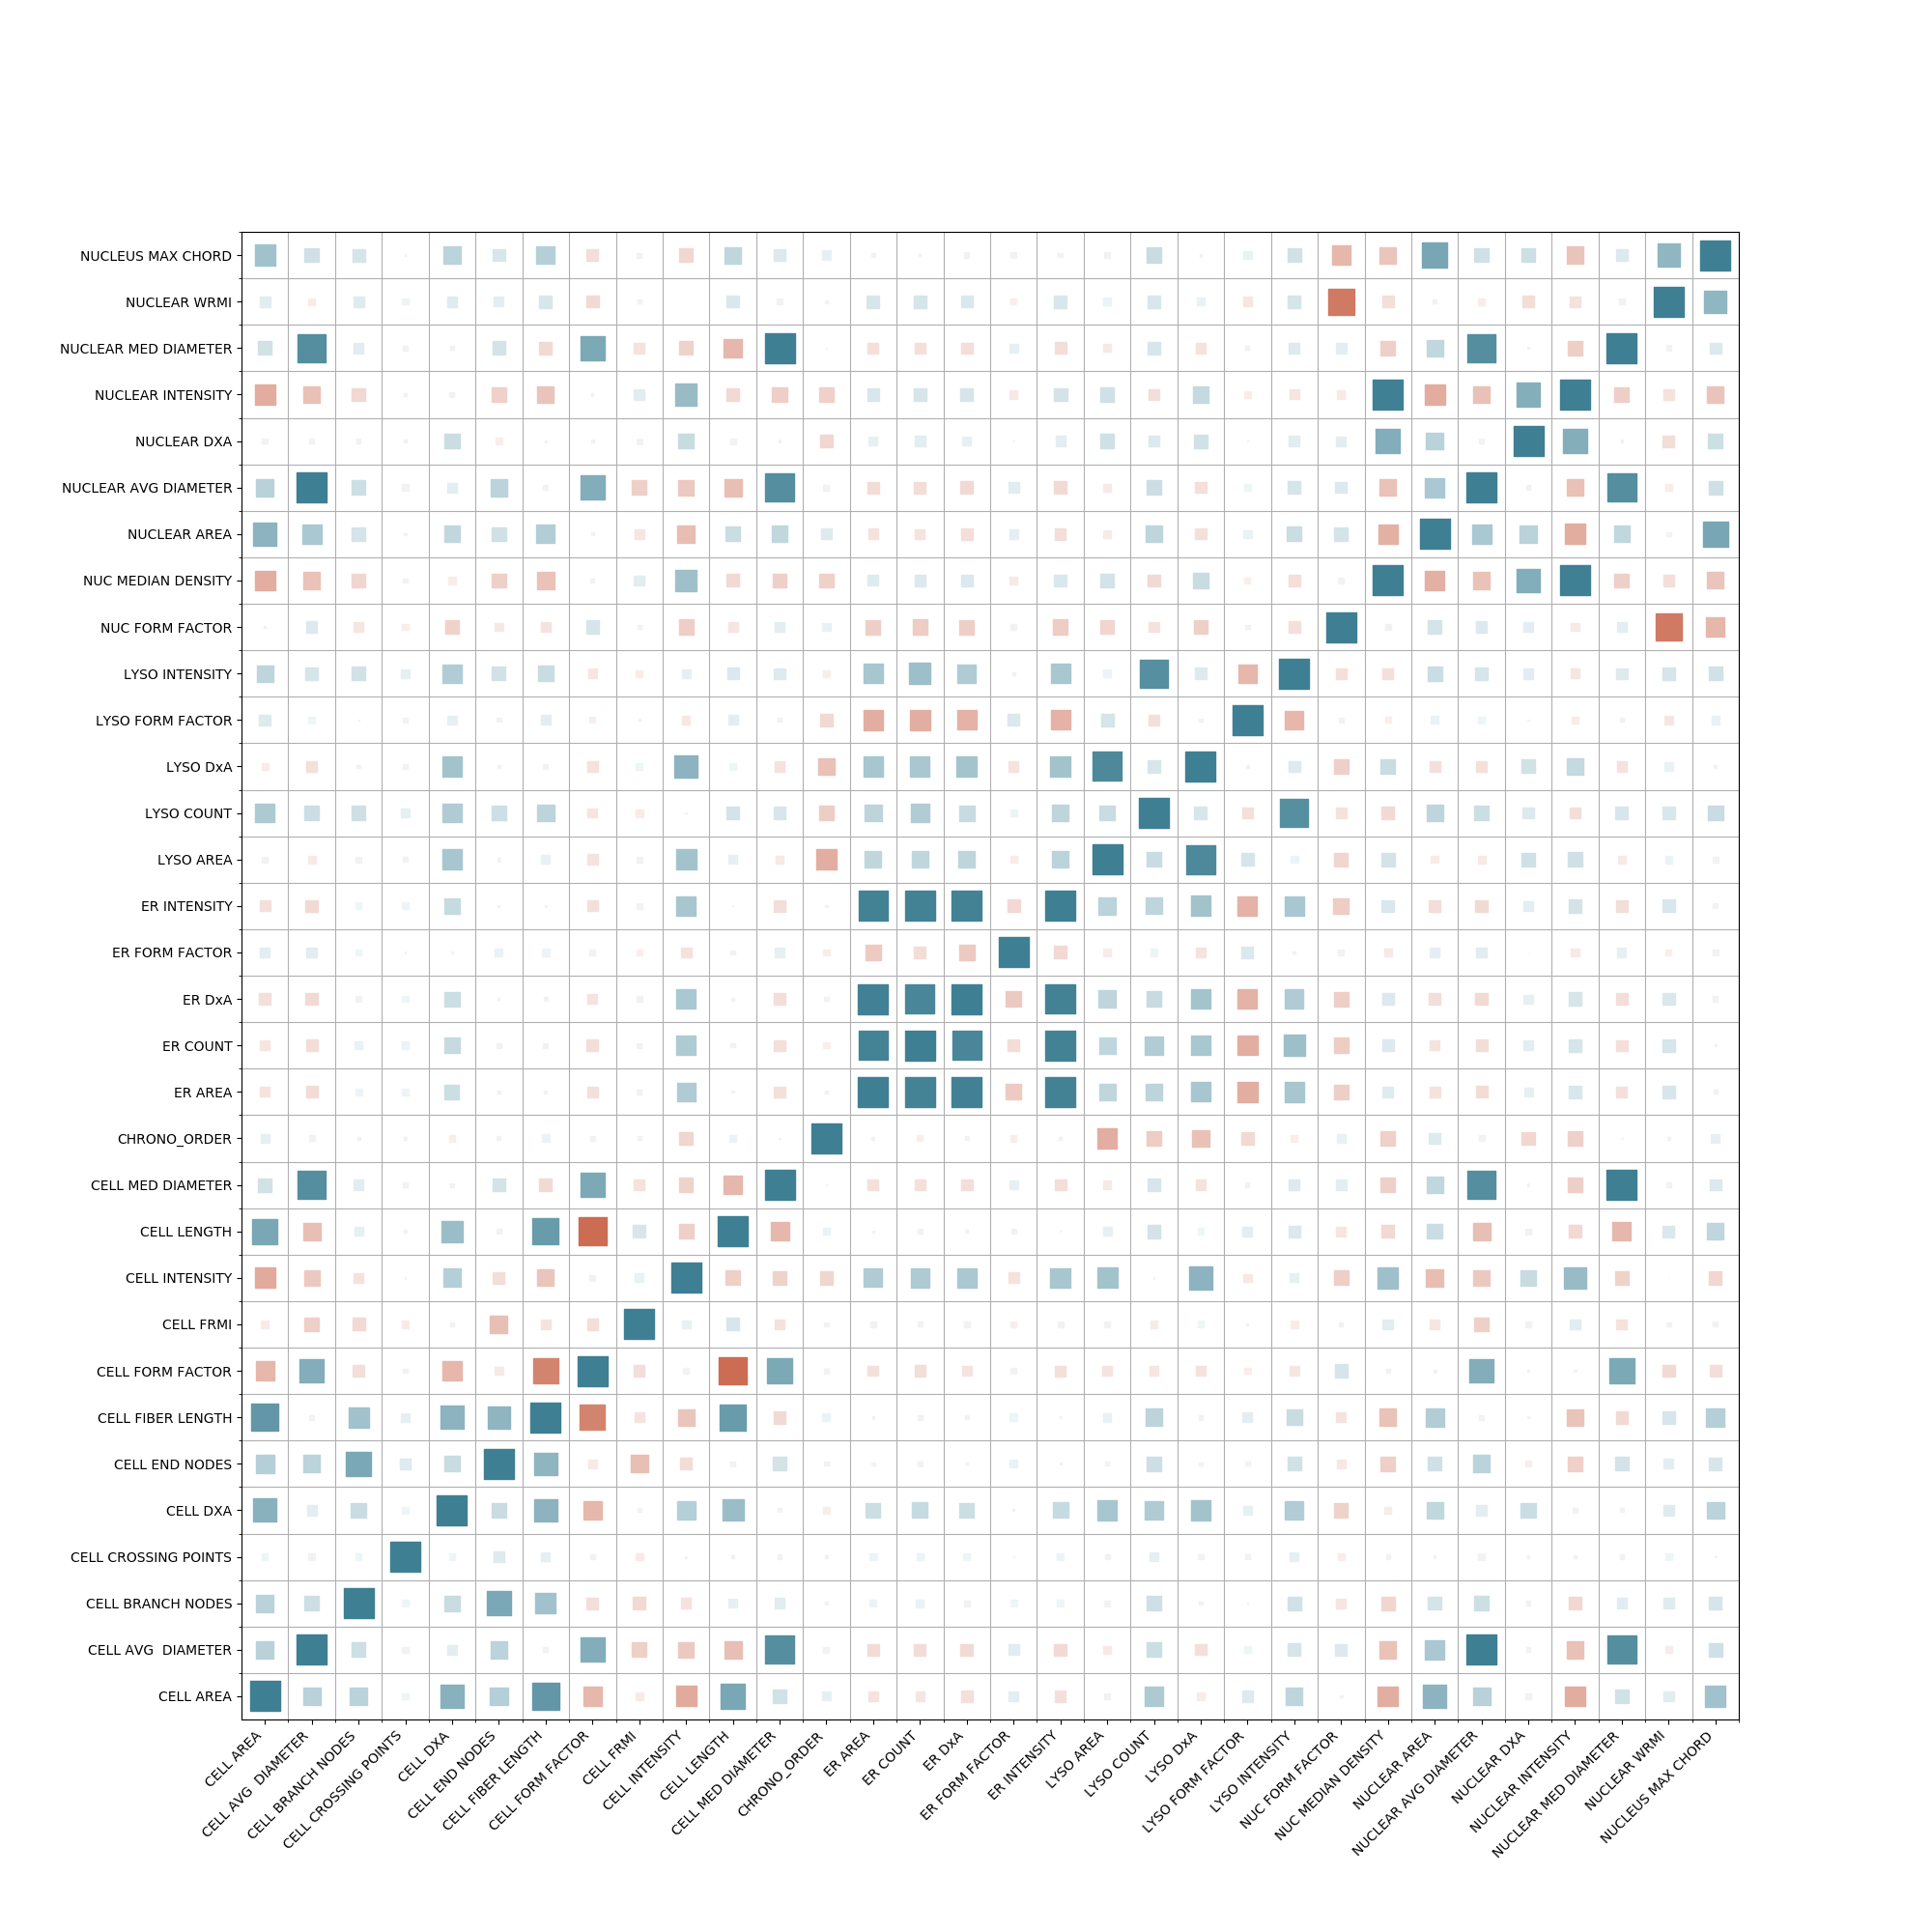 NUCLEUS MAX CHORD
NUCLEAR WRMI
NUCLEAR MED DIAMETER
NUCLEAR INTENSITY
NUCLEAR DXA
NUCLEAR AVG DIAMETER
NUCLEAR AREA
NUC MEDIAN DENSITY
NUC FORM FACTOR
LYSO INTENSITY
LYSO FORM FACTOR
LYSO DxA
LYSO COUNT
LYSO AREA
ER INTENSITY
ER FORM FACTOR
ER DxA
ER COUNT
ER AREA
CHRONO_ORDER
CELL MED DIAMETER
CELL LENGTH
CELL INTENSITY
CELL FRMI
CELL FORM FACTOR
CELL FIBER LENGTH
CELL END NODES
CELL DXA
CELL CROSSING POINTS
CELL BRANCH NODES
CELL AVG  DIAMETER
CELL AREA
CELL AREA
CELL AVG  DIAMETER
CELL BRANCH NODES
CELL CROSSING POINTS
CELL DXA
CELL END NODES
CELL FIBER LENGTH
CELL FORM FACTOR
CELL FRMI
CELL INTENSITY
CELL LENGTH
CELL MED DIAMETER
CHRONO_ORDER
ER AREA
ER COUNT
ER DxA
ER FORM FACTOR
ER INTENSITY
LYSO AREA
LYSO COUNT
LYSO DxA
LYSO FORM FACTOR
LYSO INTENSITY
NUC FORM FACTOR
NUC MEDIAN DENSITY
NUCLEAR AREA
NUCLEAR AVG DIAMETER
NUCLEAR DXA
NUCLEAR INTENSITY
NUCLEAR MED DIAMETER
NUCLEAR WRMI
NUCLEUS MAX CHORD